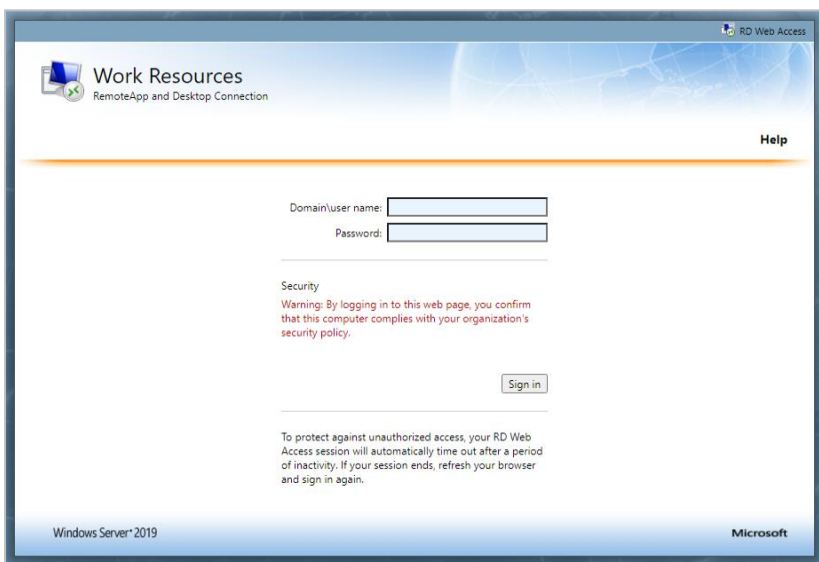 RD Web Access
Work Resources
RemoteApp and Desktop Connection
Help
Domain\user name:
Password:
Security
Warning: By logging in to this web page, you confirm
that this computer complies with your organization's
security policy.
Sign in
To protect against unauthorized access, your RD Web
Access session will automatically time out after a period
of inactivity. If your session ends, refresh your browser
and sign in again.
Windows Server® 2019
Microsoft